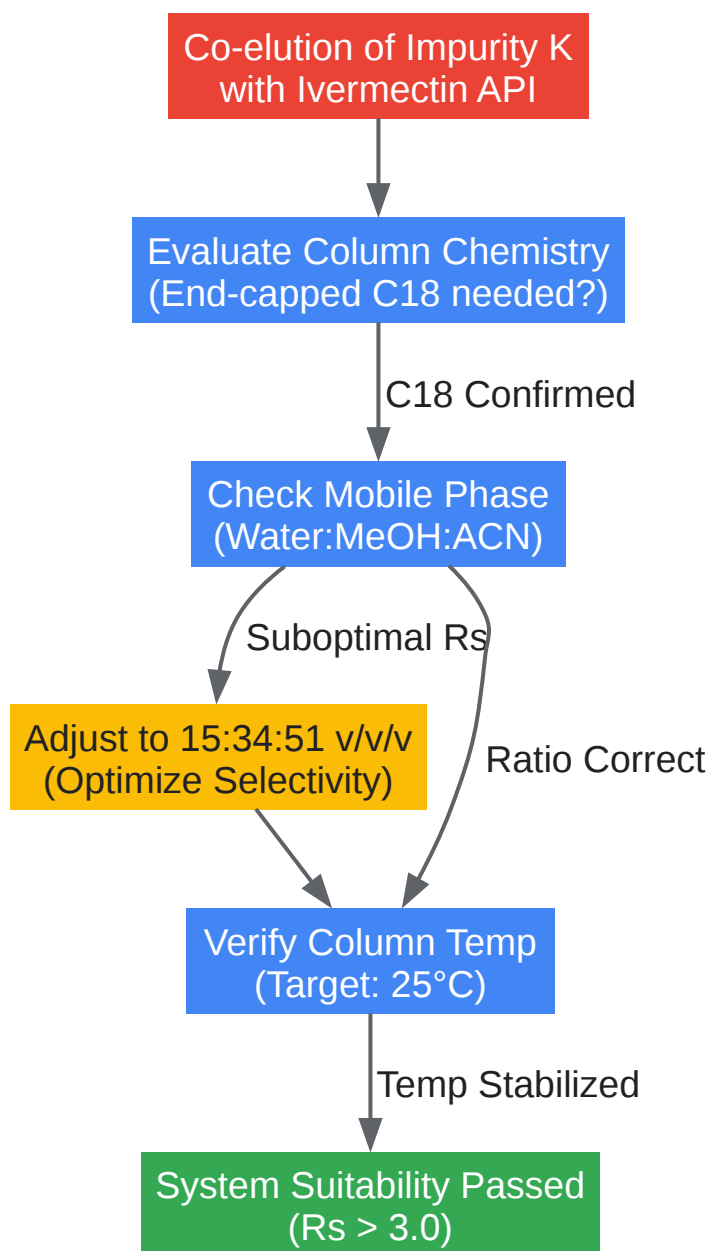 Co-elution of Impurity K
with Ivermectin API
Evaluate Column Chemistry
(End-capped C18 needed?)
C18 Confirmed
Check Mobile Phase
(Water:MeOH:ACN)
Suboptimal Rs
Adjust to 15:34:51 v/v/v
(Optimize Selectivity)
Ratio Correct
Verify Column Temp
(Target: 25°C)
Temp Stabilized
System Suitability Passed
(Rs > 3.0)